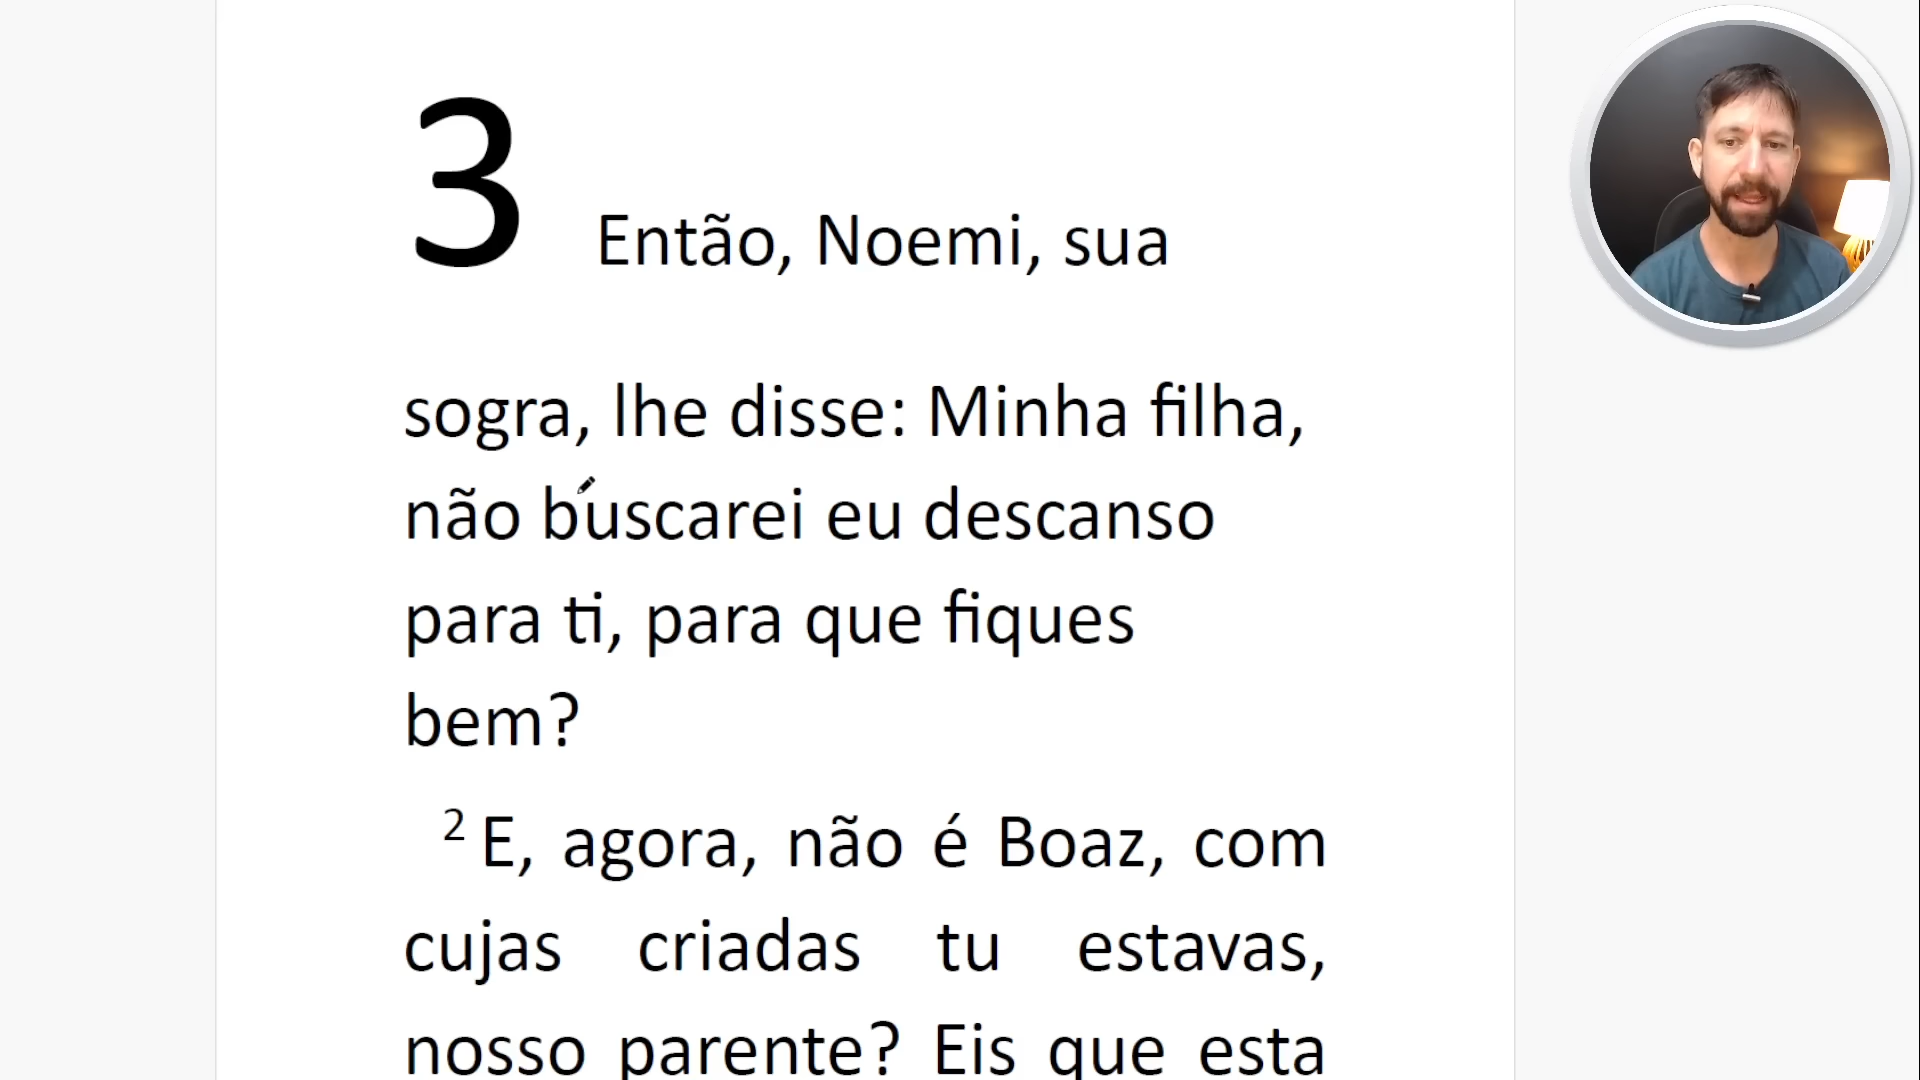 3 Então, Noemi, sua
sogra, lhe disse: Minha filha,
não buscarei eu descanso
para ti, para que fiques
bem?
2 E, agora, não é Boaz, com
cujas criadas tu estavas,
nosso parente? Eis que esta